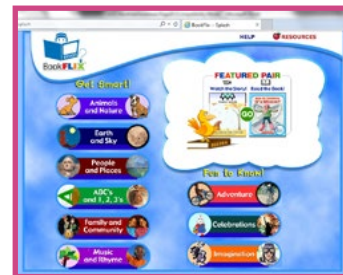 BookFlix - Splash
HELP
RESOURCES
BookFLIX
Get Smart!
Animals
and Nature
Earth
and Sky
People
and Places
ABC's
and 1, 2, 3's
Family and
Community
Music
and Rhyme
FEATURED PAIR
Watch the Story!
Read the Book!
GO
Fun to Know!
Adventure
Celebrations
Imagination